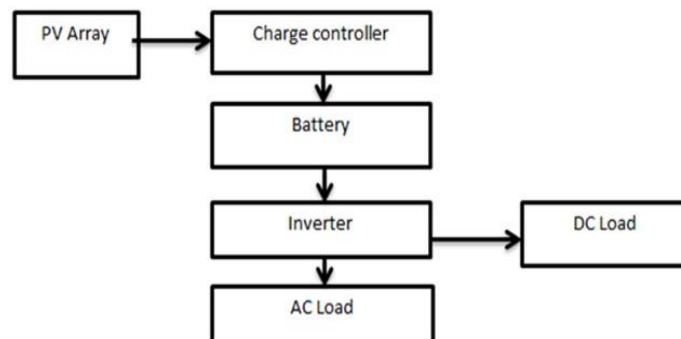 PV Array
Charge controller
Battery
Inverter
DC Load
AC Load